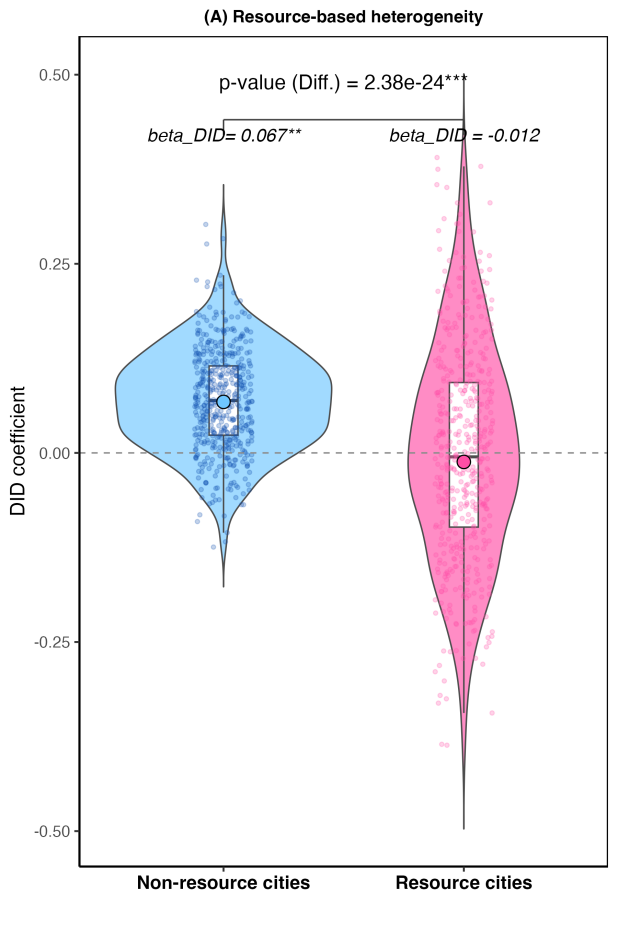 (A) Resource-based heterogeneity
0.50
p-value (Diff.) = 2.38e-24***
beta_DID= 0.067** beta_DID = -0.012
0.25
DID coefficient
0.00
-0.25
-0.50
Non-resource cities Resource cities